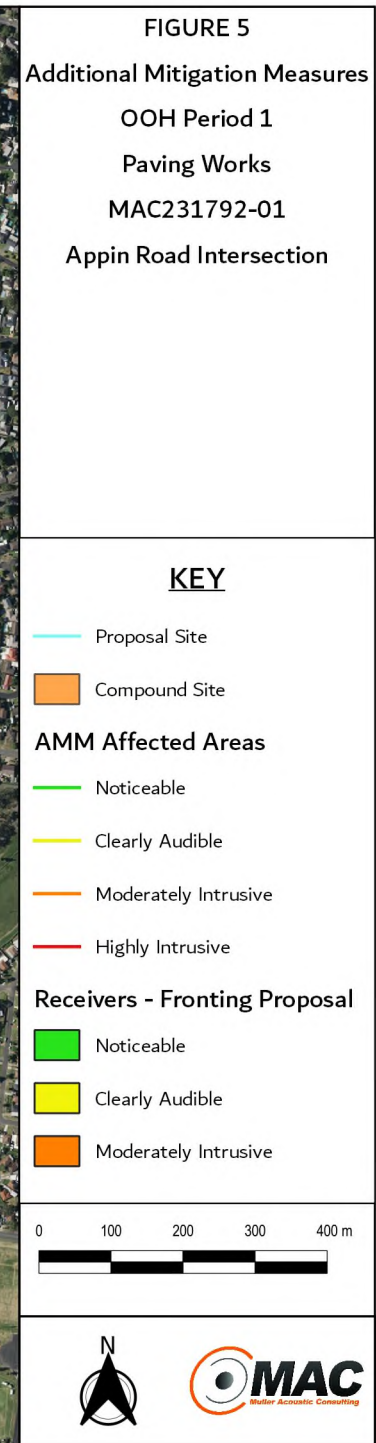 FIGURE 5
Additional Mitigation Measures
OOH Period 1
Paving Works
MAC231792-01
Appin Road Intersection
KEY
Proposal Site
Compound Site
AMM Affected Areas
Noticeable
Clearly Audible
Moderately Intrusive
Highly Intrusive
Receivers - Fronting Proposal
Noticeable
Clearly Audible
Moderately Intrusive
0 100 200 300 400 m
N
MAC
Muller Acoustic Consulting